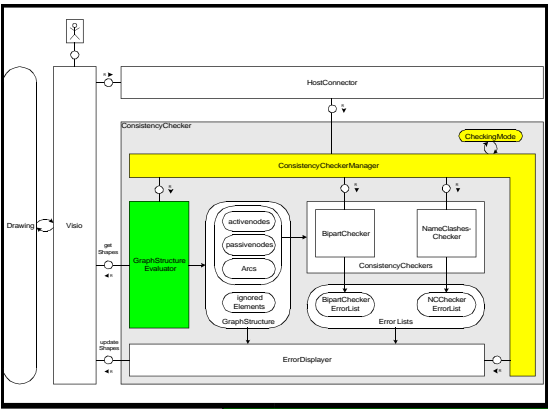 R
HostConnector
R
ConsistencyChecker
CheckingMode
ConsistencyCheckerManager
R
R
R
Drawing
Visio
get
Shapes
R
GraphStructure
Evaluator
activenodes
passivenodes
Arcs
ignored
Elements
GraphStructure
BipartChecker
NameClashes-
Checker
ConsistencyCheckers
BipartChecker
ErrorList
NCChecker
ErrorList
Error Lists
update
Shapes
R
ErrorDisplayer
R